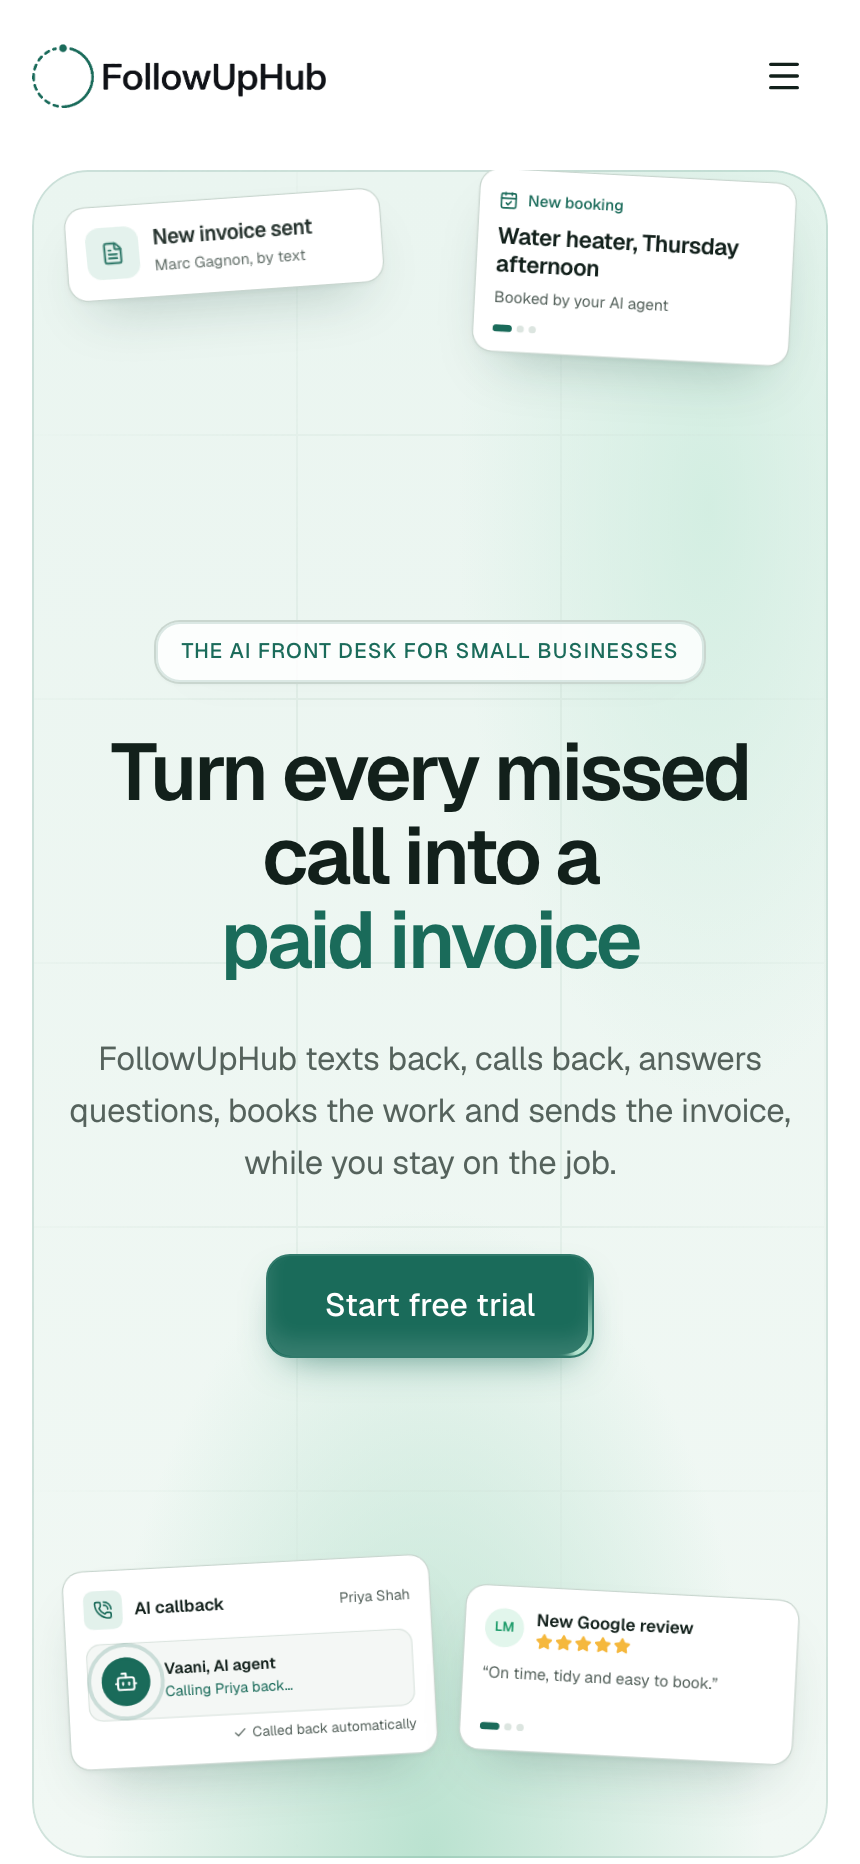 FollowUpHub
New invoice sent
Marc Gagnon, by text
New booking
Water heater, Thursday
afternoon
Booked by your AI agent
THE AI FRONT DESK FOR SMALL BUSINESSES
Turn every missed
call into a
paid invoice
FollowUpHub texts back, calls back, answers
questions, books the work and sends the invoice,
while you stay on the job.
Start free trial
AI callback
Priya Shah
Vaani, AI agent
Calling Priya back...
Called back automatically
LM
New Google review
“On time, tidy and easy to book.”